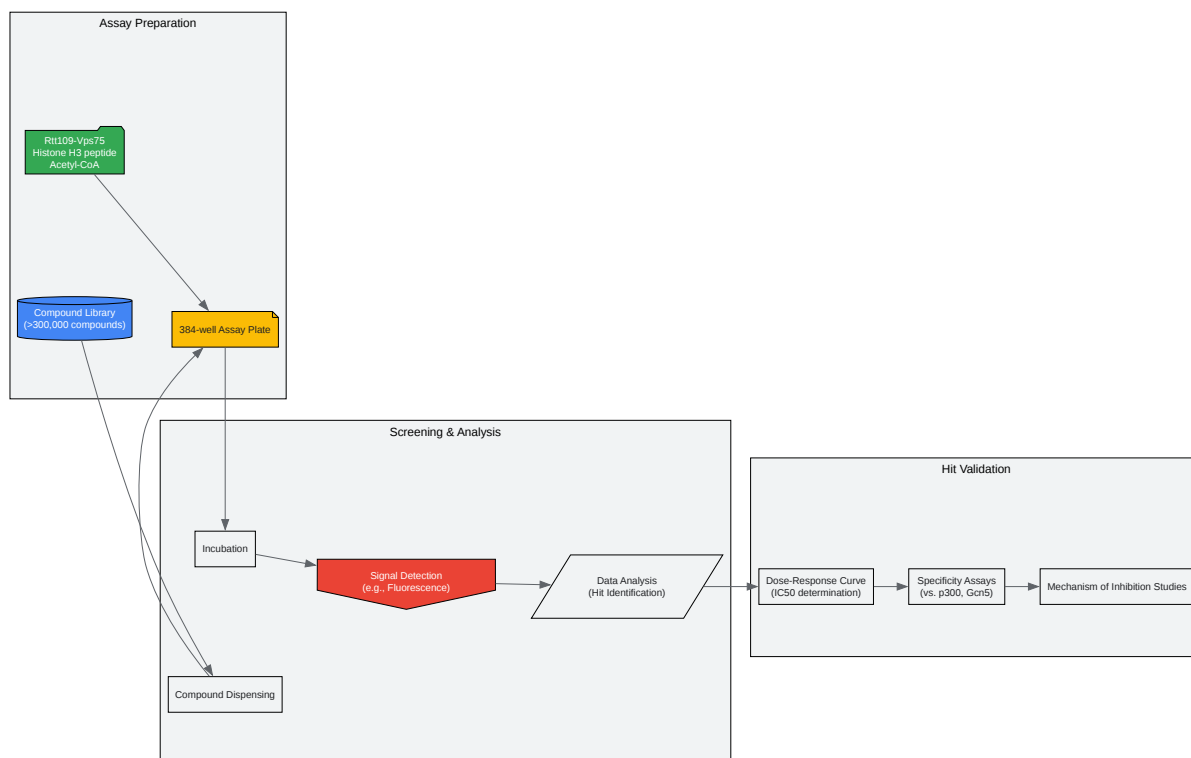 Assay Preparation
Rtt109-Vps75
Histone H3 peptide
Acetyl-CoA
Compound Library
(>300,000 compounds)
384-well Assay Plate
Screening & Analysis
Incubation
Signal Detection
(e.g., Fluorescence)
Data Analysis
(Hit Identification)
Compound Dispensing
Hit Validation
Dose-Response Curve
(IC50 determination)
Specificity Assays
(vs. p300, Gcn5)
Mechanism of Inhibition Studies